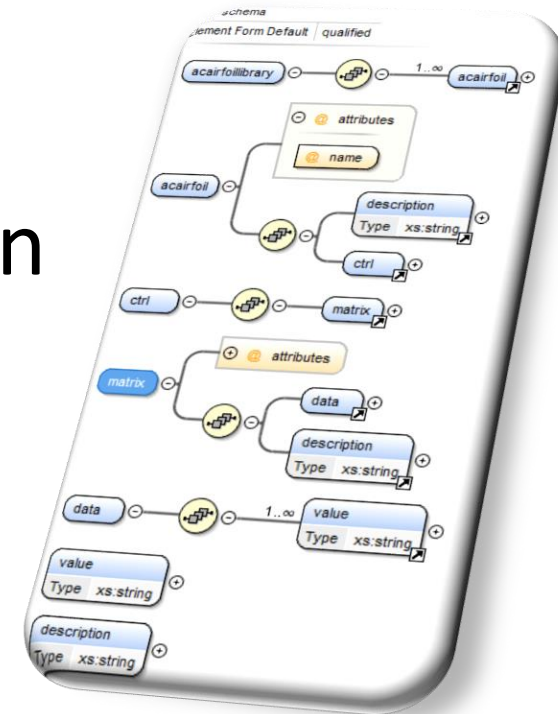 schema
ement Form Default qualified
acairfoillibrary 1..∞ acairfoil
@ attributes
@ name
acairfoil
n
description
Type xs:string
ctrl
ctrl matrix
@ attributes
matrix
data
description
Type xs:string
data 1..∞ value
Type xs:string
value
Type xs:string
description
Type xs:string